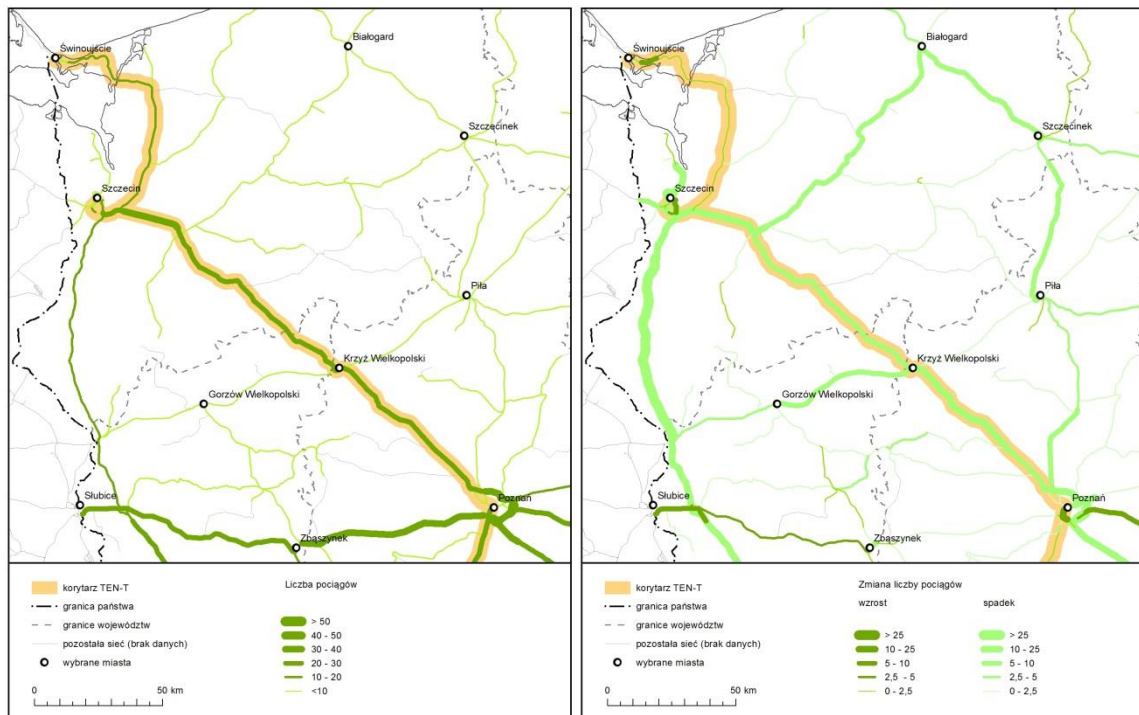 Świnoujście
Białogard
Szczecinek
Szczecin
Piła
Krzyż Wielkopolski
Gorzów Wielkopolski
Słubice
Poznań
Zbąszynek
korytarz TEN-T
granica państwa
granice województw
pozostała sieć (brak danych)
wybrane miasta
0 50 km
Liczba pociągów
> 50
40 - 50
30 - 40
20 - 30
10 - 20
<10
Świnoujście
Białogard
Szczecinek
Szczecin
Piła
Krzyż Wielkopolski
Gorzów Wielkopolski
Słubice
Poznań
Zbąszynek
korytarz TEN-T
granica państwa
granice województw
pozostała sieć (brak danych)
wybrane miasta
0 50 km
Zmiana liczby pociągów
wzrost spadek
> 25 > 25
10 - 25 10 - 25
5 - 10 5 - 10
2,5 - 5 2,5 - 5
0 - 2,5 0 - 2,5